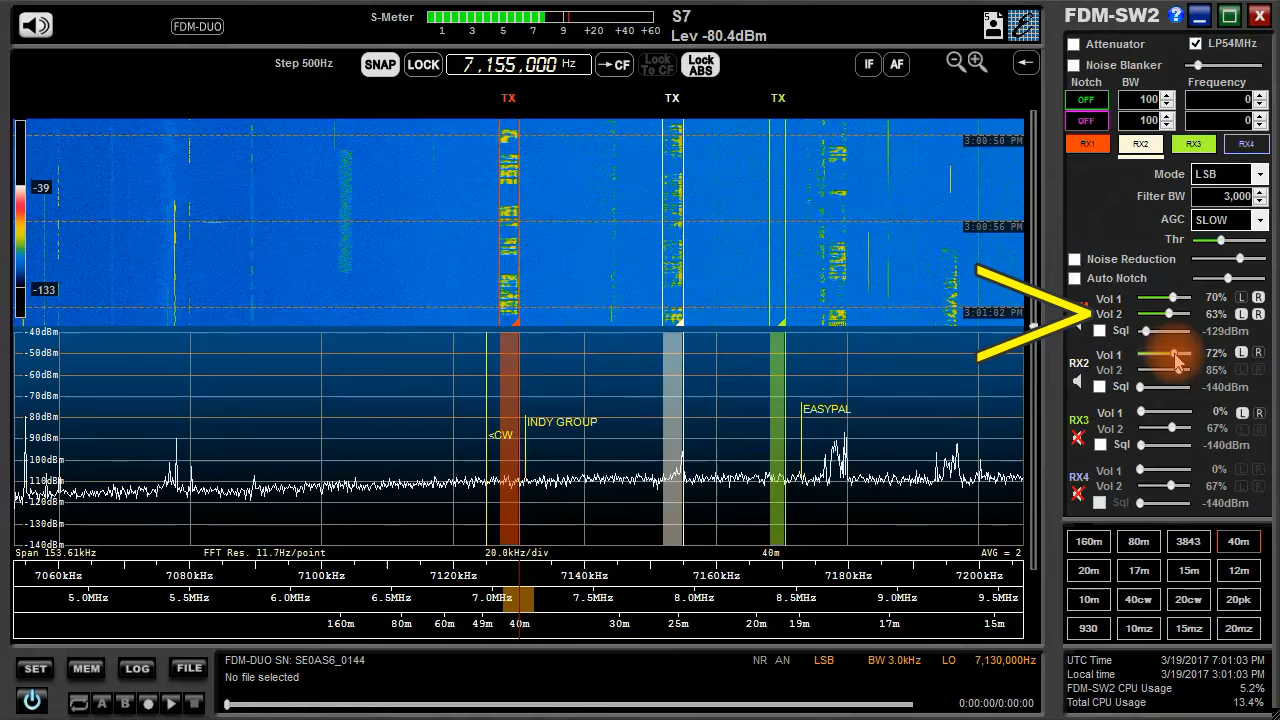 FDM-DUO
S-Meter
1 3 5 7 9 +20 +40 +60
S7
Lev -80.4dBm
FDM-SW2
?
X
Step 500Hz
SNAP
LOCK
7,155,000 Hz
→CF
Lock To CF
Lock ABS
IF
AF
TX TX TX
-39
-133
3:00:50 PM
3:00:56 PM
3:01:02 PM
Attenuator
LP54MHz
Noise Blanker
Notch BW Frequency
OFF 100 0
OFF 100 0
RX1 RX2 RX3 RX4
Mode LSB
Filter BW 3,000
AGC SLOW
Thr
Noise Reduction
Auto Notch
Vol 1 70% L R
Vol 2 63% L R
Sql -129dBm
RX2
Vol 1 72% L R
Vol 2 85% L R
Sql -140dBm
RX3
Vol 1 0% L R
Vol 2 67% L R
Sql -140dBm
RX4
Vol 1 0% L R
Vol 2 67% L R
Sql -140dBm
-40dBm
-50dBm
-60dBm
-70dBm
-80dBm
-90dBm
-100dBm
-110dBm
-120dBm
-130dBm
-140dBm
<CW
INDY GROUP
EASYPAL
Span 153.61kHz FFT Res. 11.7Hz/point 20.0kHz/div 40m AVG = 2
7060kHz 7080kHz 7100kHz 7120kHz 7140kHz 7160kHz 7180kHz 7200kHz
5.0MHz 5.5MHz 6.0MHz 6.5MHz 7.0MHz 7.5MHz 8.0MHz 8.5MHz 9.0MHz 9.5MHz
160m 80m 60m 49m 40m 30m 25m 20m 19m 17m 15m
160m 80m 3843 40m
20m 17m 15m 12m
10m 40cw 20cw 20pk
930 10mz 15mz 20mz
SET
MEM
LOG
FILE
A B
FDM-DUO SN: SE0AS6_0144
NR AN LSB BW 3.0kHz LO 7,130,000Hz
No file selected
0:00:00/0:00:00
UTC Time 3/19/2017 7:01:03 PM
Local time 3/19/2017 3:01:03 PM
FDM-SW2 CPU Usage 5.2%
Total CPU Usage 13.4%